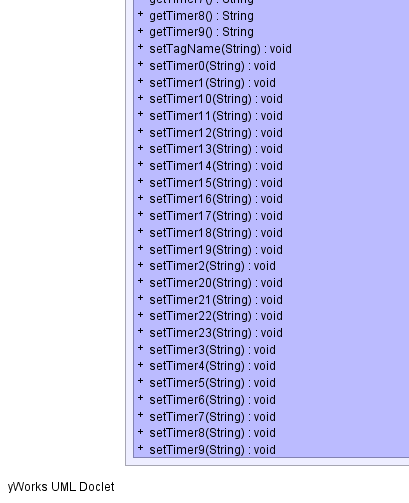 getTimer7() : String
+ getTimer8() : String
+ getTimer9() : String
+ setTagName(String) : void
+ setTimer0(String) : void
+ setTimer1(String) : void
+ setTimer10(String) : void
+ setTimer11(String) : void
+ setTimer12(String) : void
+ setTimer13(String) : void
+ setTimer14(String) : void
+ setTimer15(String) : void
+ setTimer16(String) : void
+ setTimer17(String) : void
+ setTimer18(String) : void
+ setTimer19(String) : void
+ setTimer2(String) : void
+ setTimer20(String) : void
+ setTimer21(String) : void
+ setTimer22(String) : void
+ setTimer23(String) : void
+ setTimer3(String) : void
+ setTimer4(String) : void
+ setTimer5(String) : void
+ setTimer6(String) : void
+ setTimer7(String) : void
+ setTimer8(String) : void
+ setTimer9(String) : void
yWorks UML Doclet